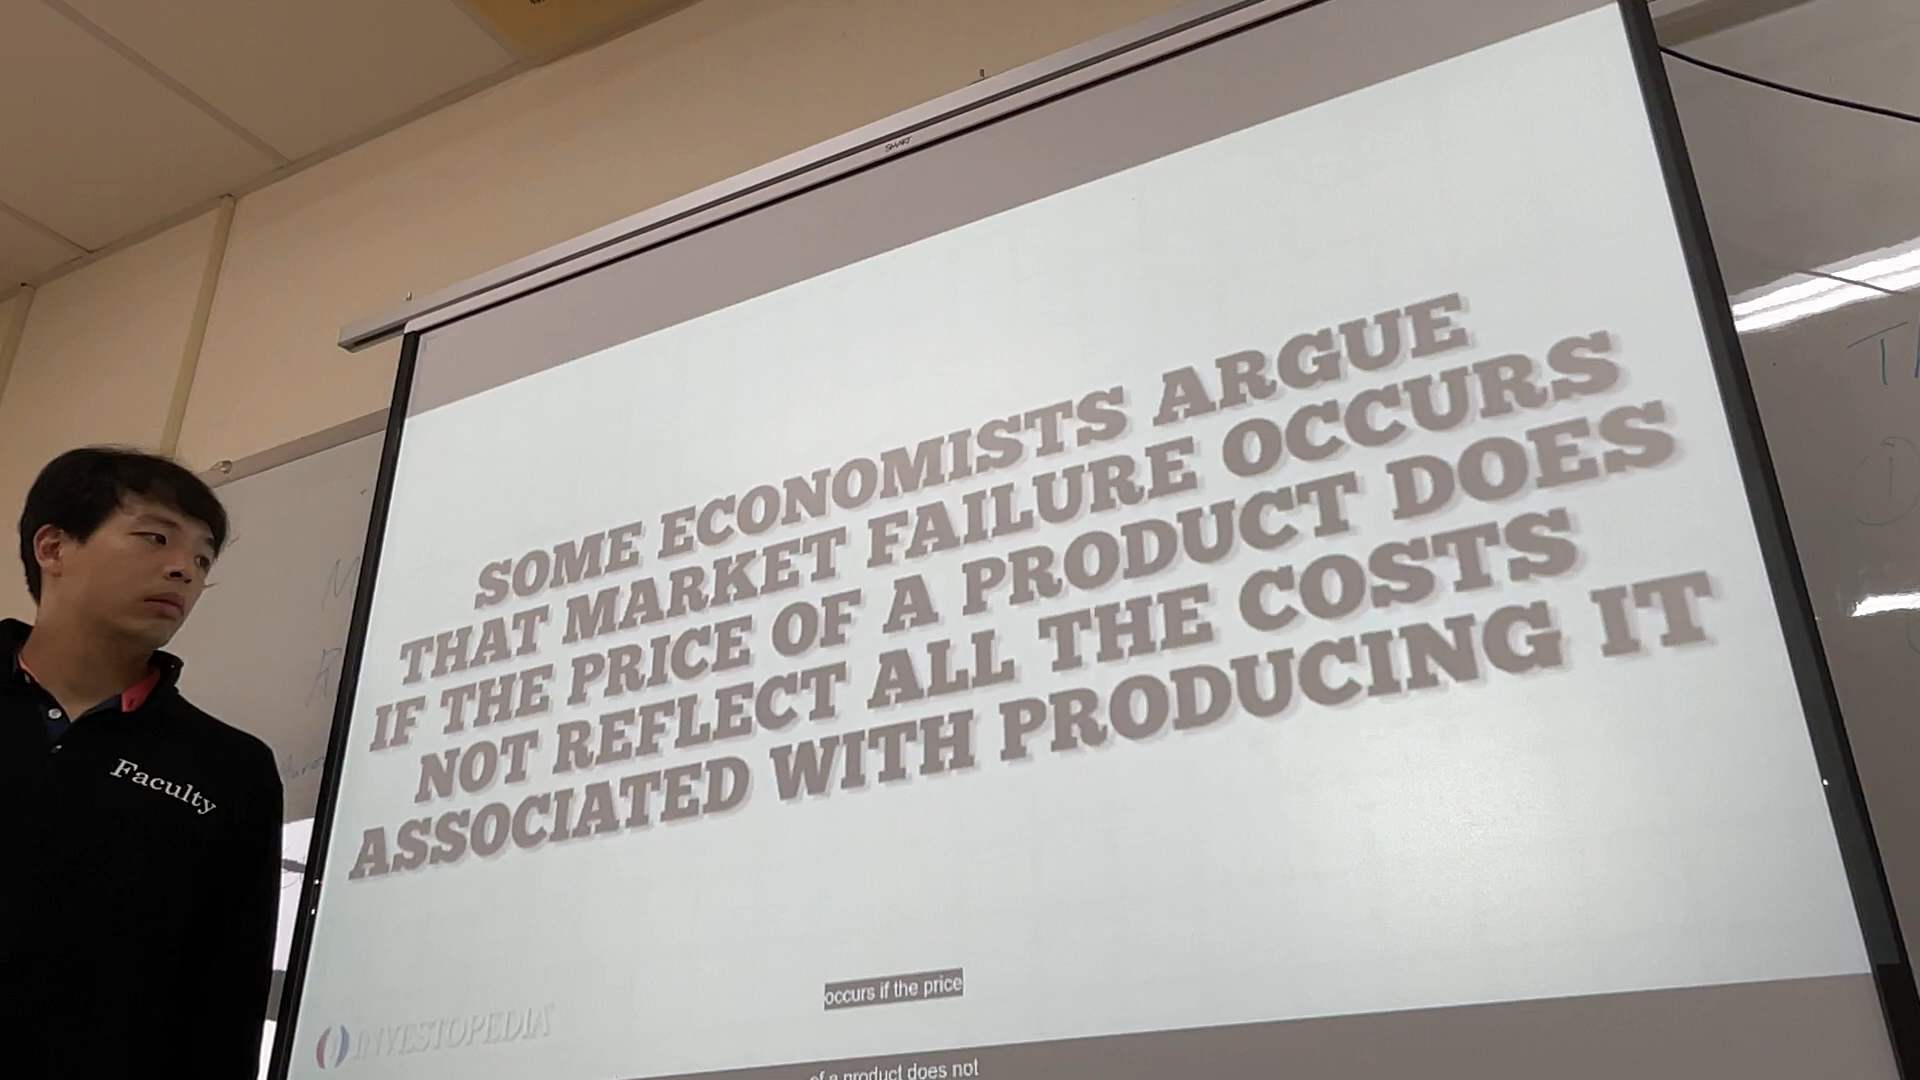 SMART
SOME ECONOMISTS ARGUE
THAT MARKET FAILURE OCCURS
IF THE PRICE OF A PRODUCT DOES
NOT REFLECT ALL THE COSTS
ASSOCIATED WITH PRODUCING IT
Faculty
occurs if the price
INVESTOPEDIA
of a product does not